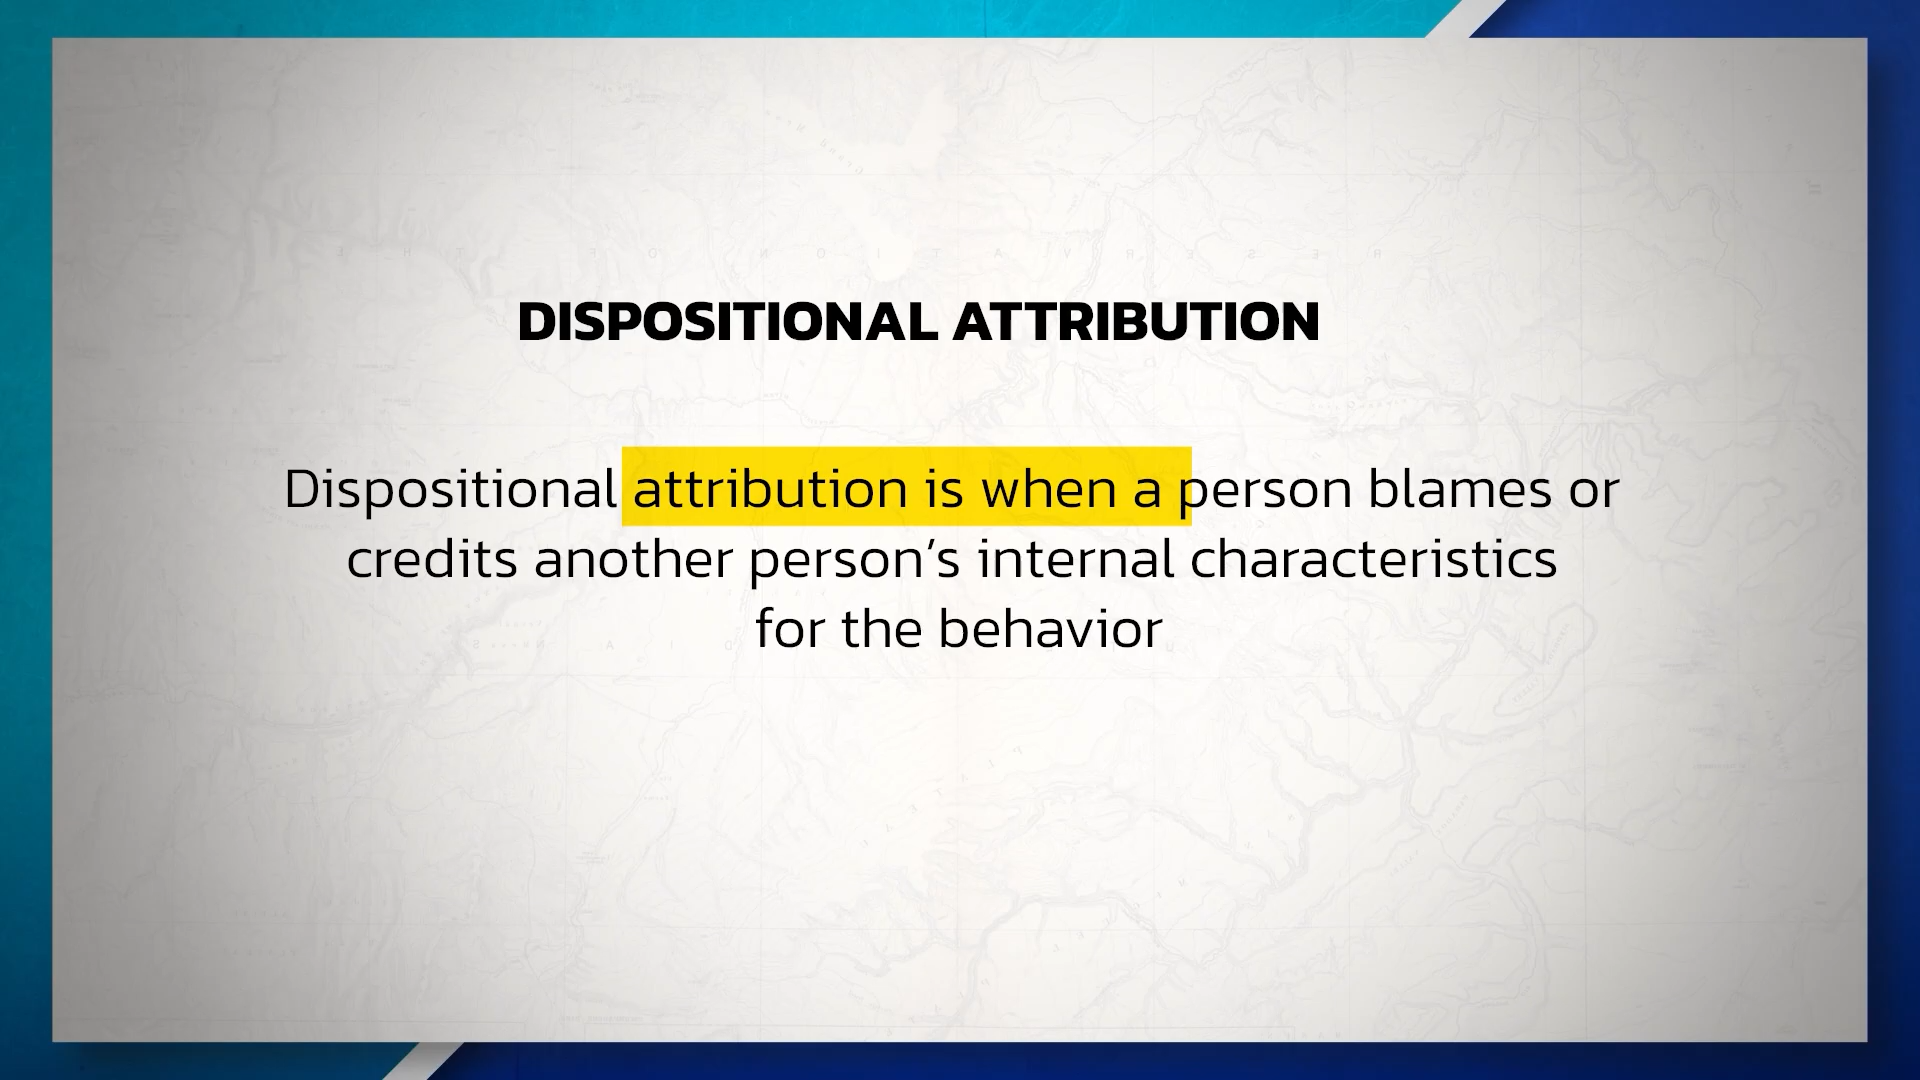 DISPOSITIONAL ATTRIBUTION
Dispositional attribution is when a person blames or
credits another person’s internal characteristics
for the behavior